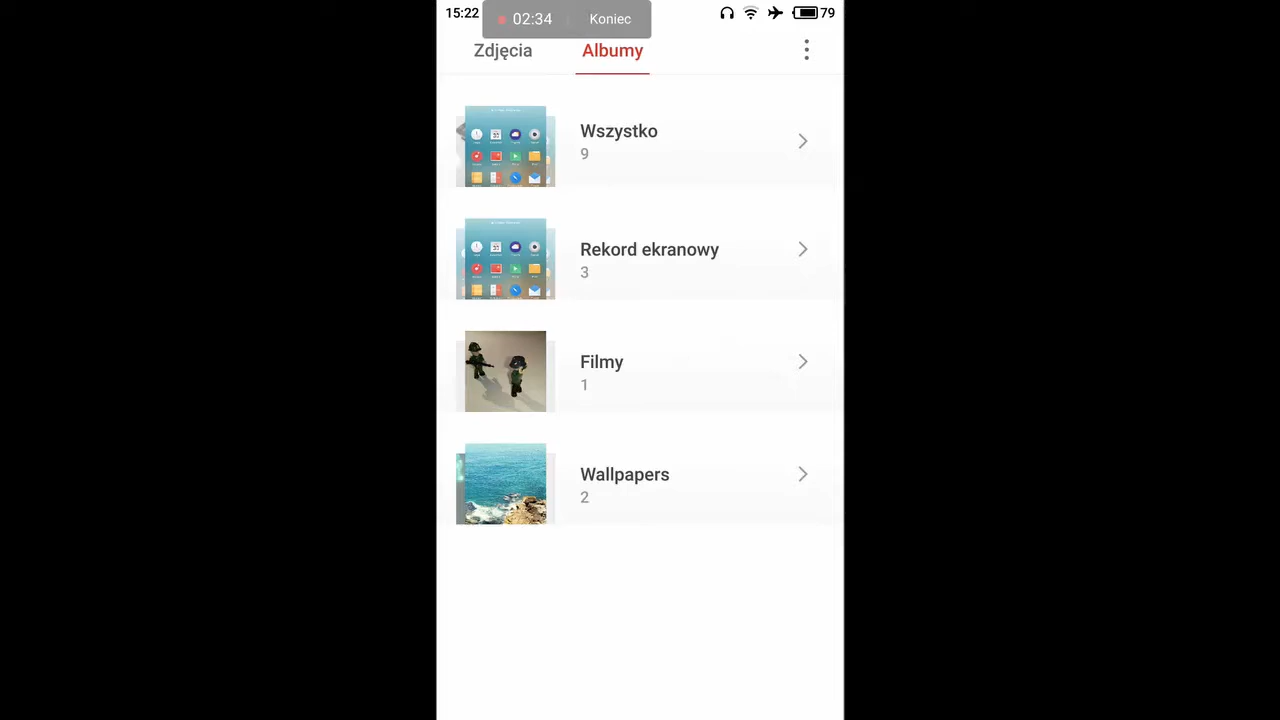 15:22
02:34
Koniec
79
Zdjęcia
Albumy
Wszystko
9
Rekord ekranowy
3
Filmy
1
Wallpapers
2